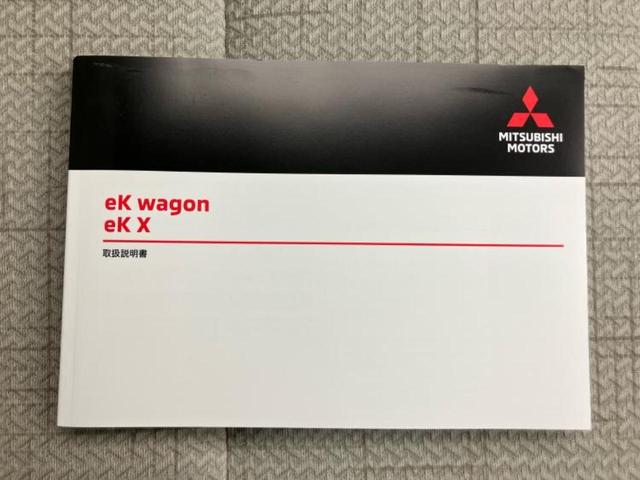 MITSUBISHI
MOTORS
eK wagon
eK X
取扱説明書